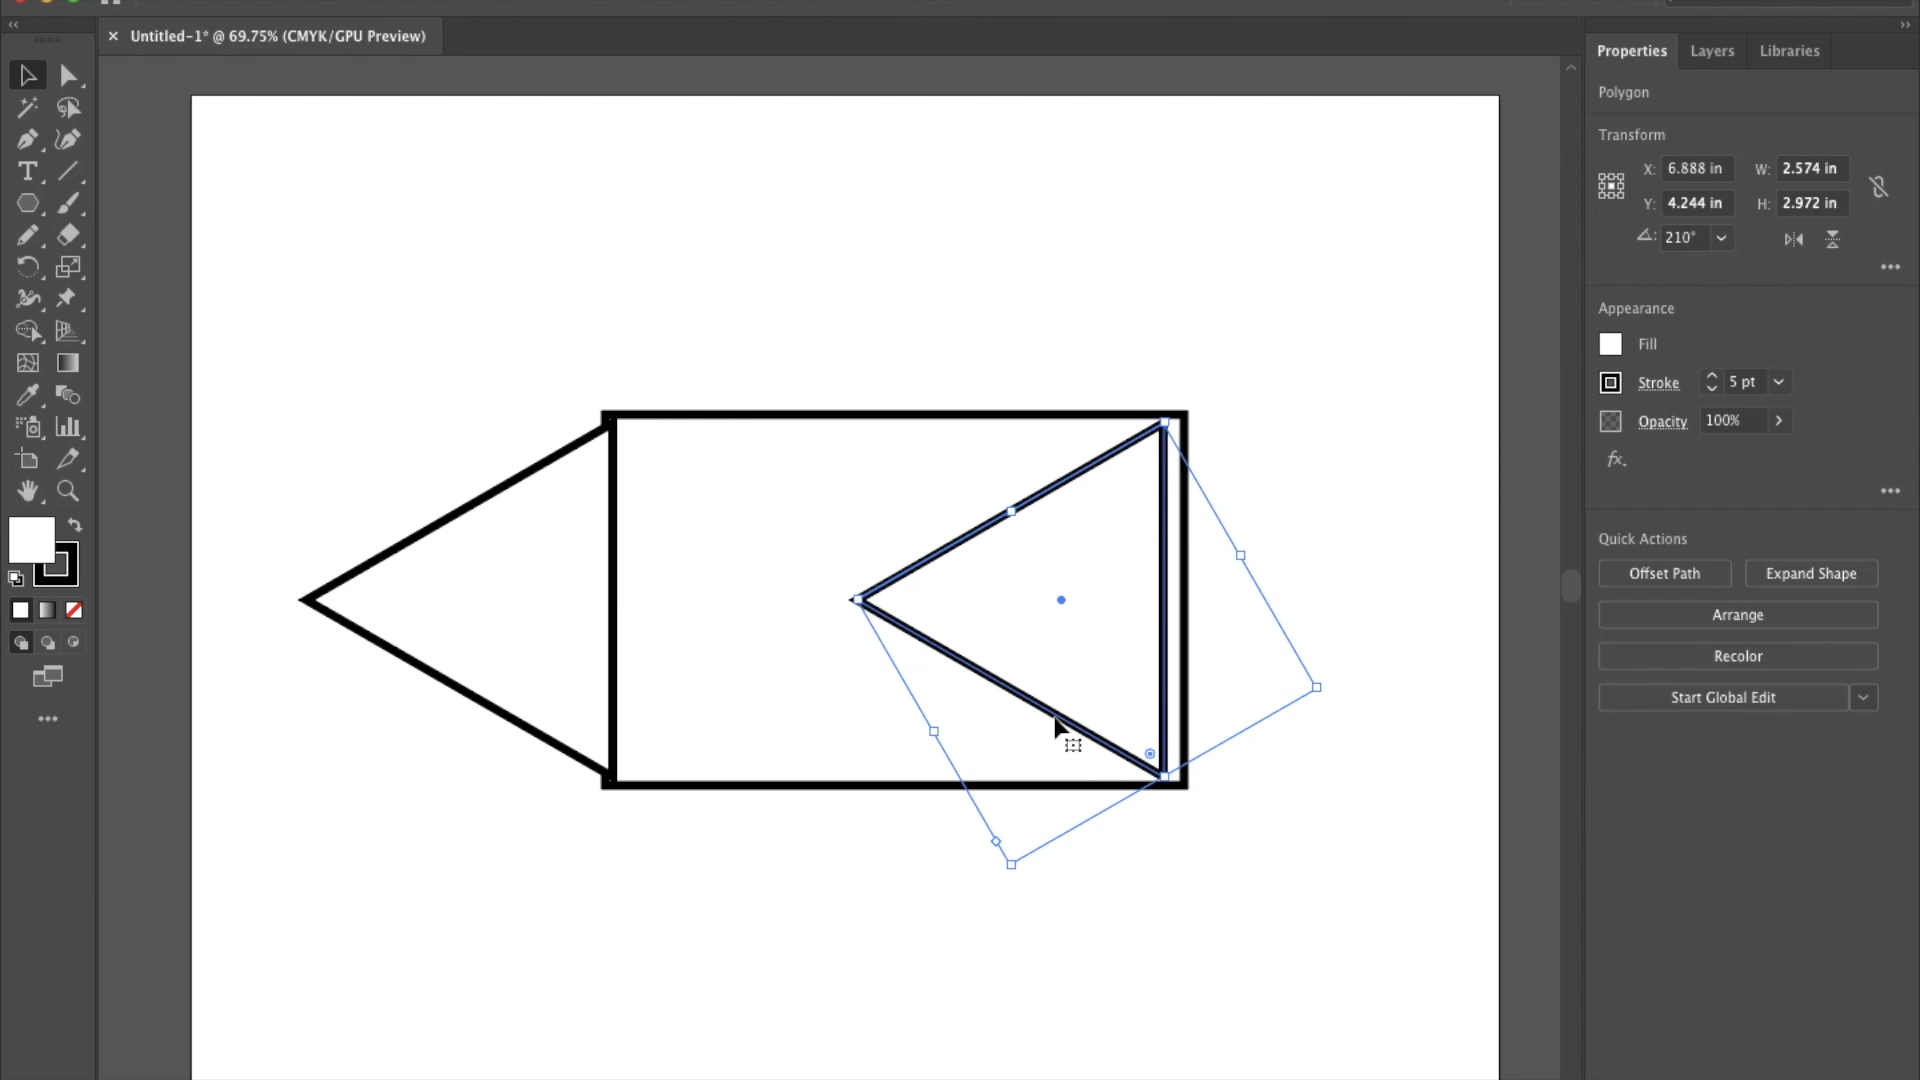 Untitled-1* @ 69.75% (CMYK/GPU Preview)
Properties Layers Libraries
Polygon
Transform
X: 6.888 in W: 2.574 in
Y: 4.244 in H: 2.972 in
210°
Appearance
Fill
Stroke 5 pt
Opacity 100%
fx.
Quick Actions
Offset Path Expand Shape
Arrange
Recolor
Start Global Edit